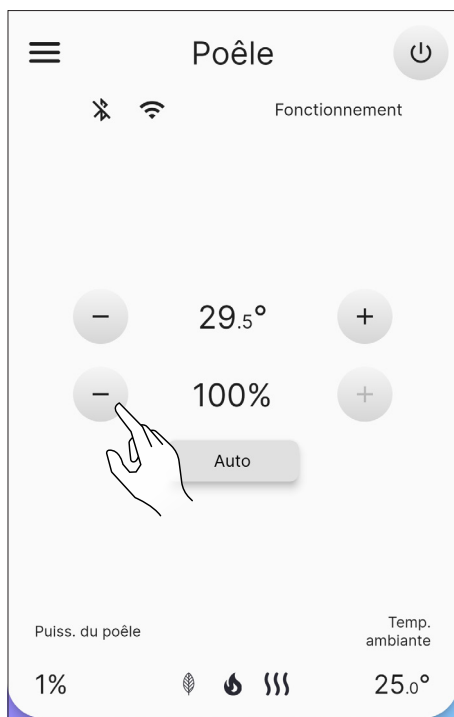 Poêle
Fonctionnement
− 29.5° +
− 100% +
Auto
Puiss. du poêle
Temp.
ambiante
1% 25.0°